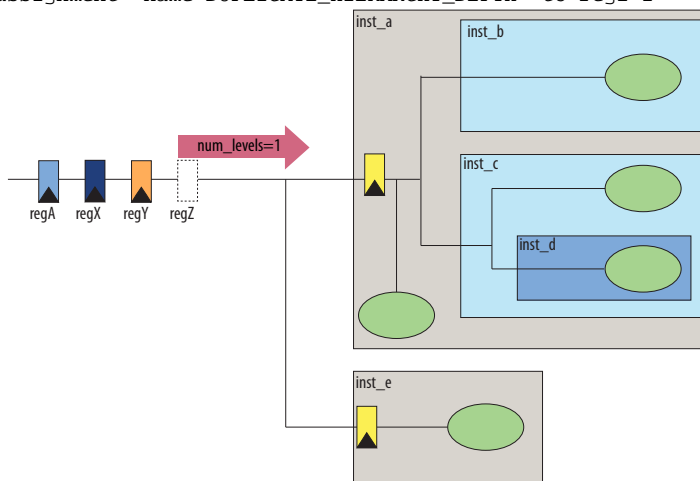 inst_a
inst_b
num_levels=1
inst_c
regA regX regY regZ
inst_d
inst_e